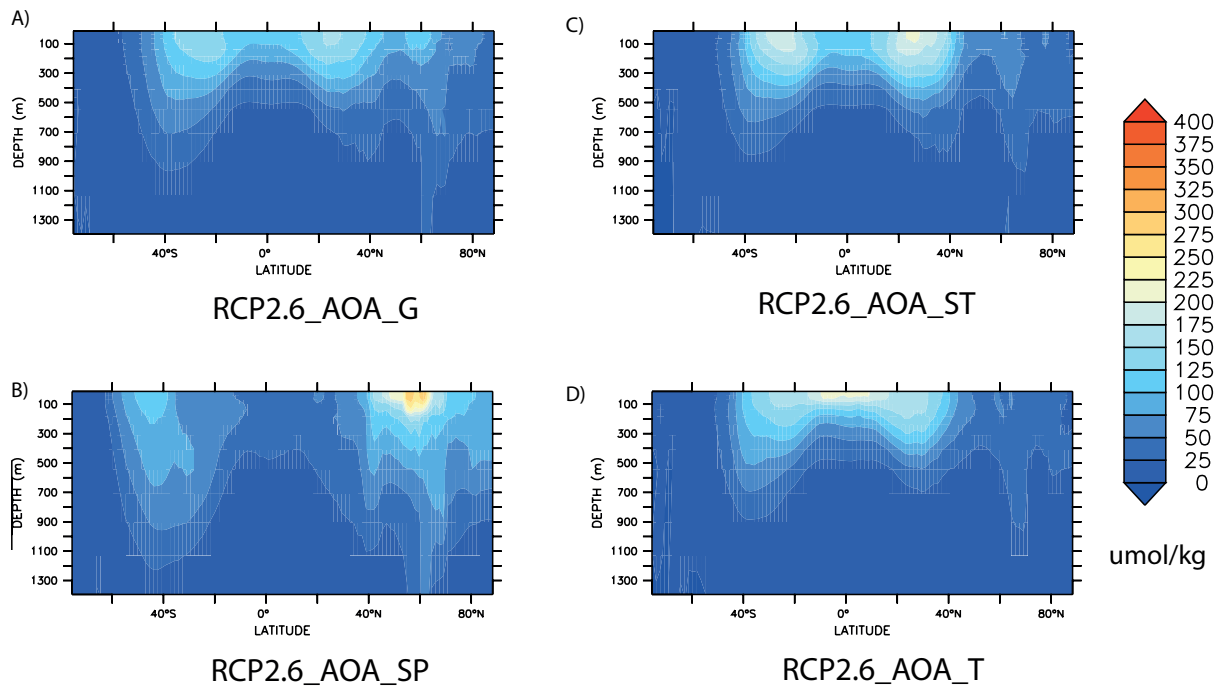 A)
100
300
500
700
900
1100
1300
DEPTH (m)
40°S 0° 40°N 80°N
LATITUDE
RCP2.6_AOA_G
B)
100
300
500
700
900
1100
1300
DEPTH (m)
40°S 0° 40°N 80°N
LATITUDE
RCP2.6_AOA_SP
C)
100
300
500
700
900
1100
1300
DEPTH (m)
40°S 0° 40°N 80°N
LATITUDE
RCP2.6_AOA_ST
D)
100
300
500
700
900
1100
1300
DEPTH (m)
40°S 0° 40°N 80°N
LATITUDE
RCP2.6_AOA_T
400
375
350
325
300
275
250
225
200
175
150
125
100
75
50
25
0
umol/kg